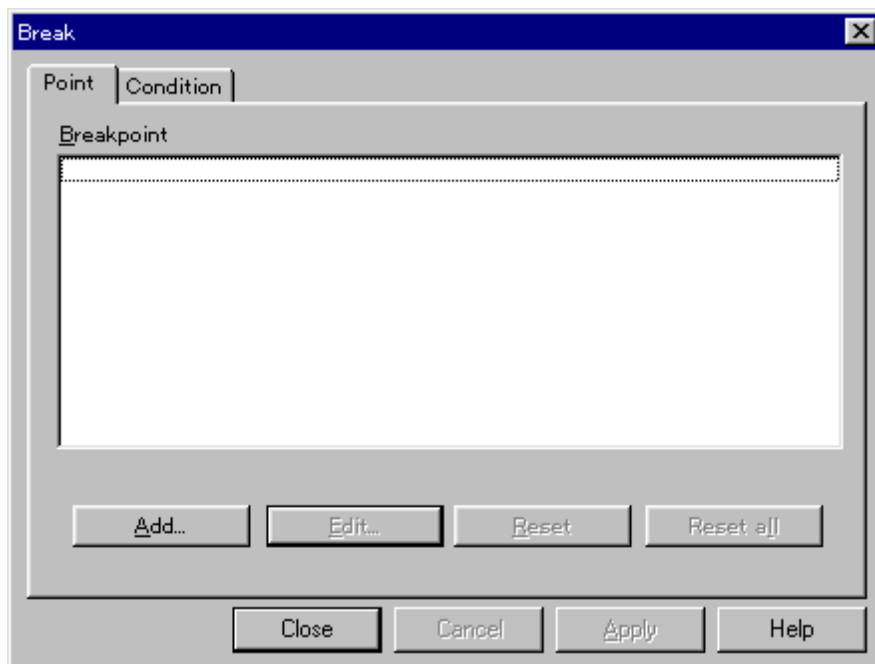 Break
Point Condition
Breakpoint
Add... Edit... Reset Reset all
Close Cancel Apply Help